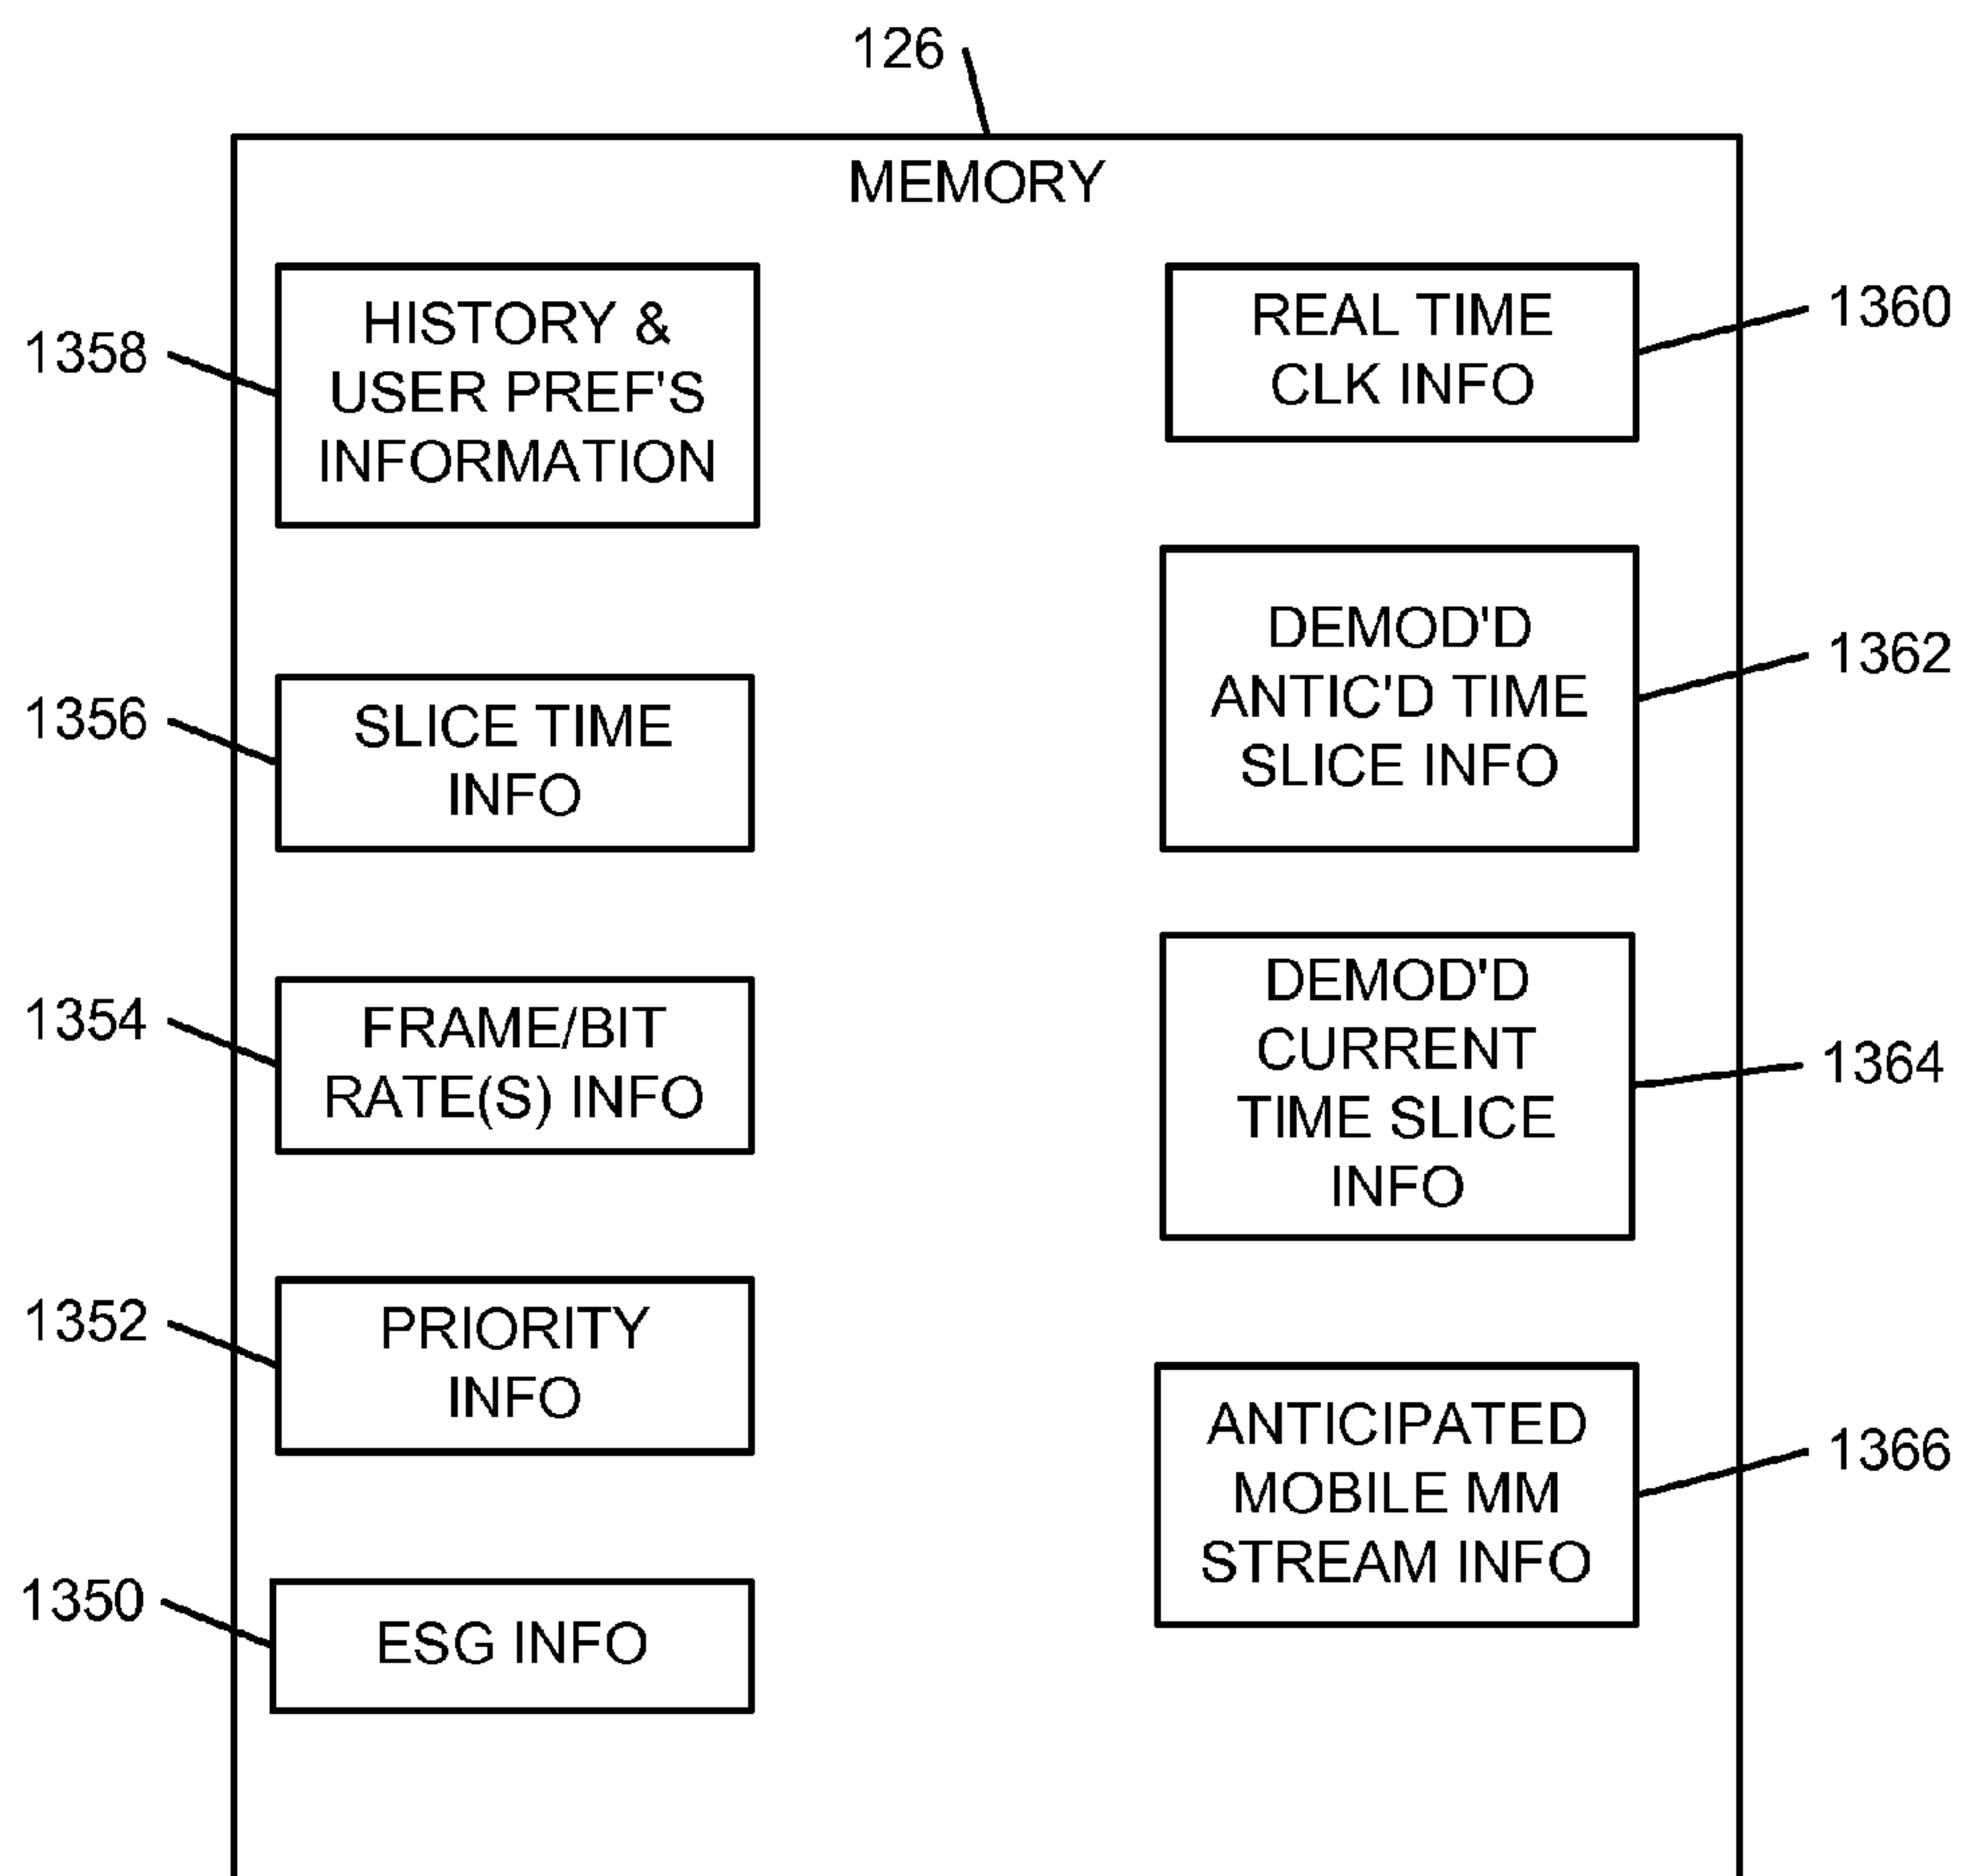 126
MEMORY
1358
HISTORY &
USER PREF'S
INFORMATION
1356
SLICE TIME
INFO
1354
FRAME/BIT
RATE(S) INFO
1352
PRIORITY
INFO
1350
ESG INFO
REAL TIME
CLK INFO
1360
DEMOD'D
ANTIC'D TIME
SLICE INFO
1362
DEMOD'D
CURRENT
TIME SLICE
INFO
1364
ANTICIPATED
MOBILE MM
STREAM INFO
1366